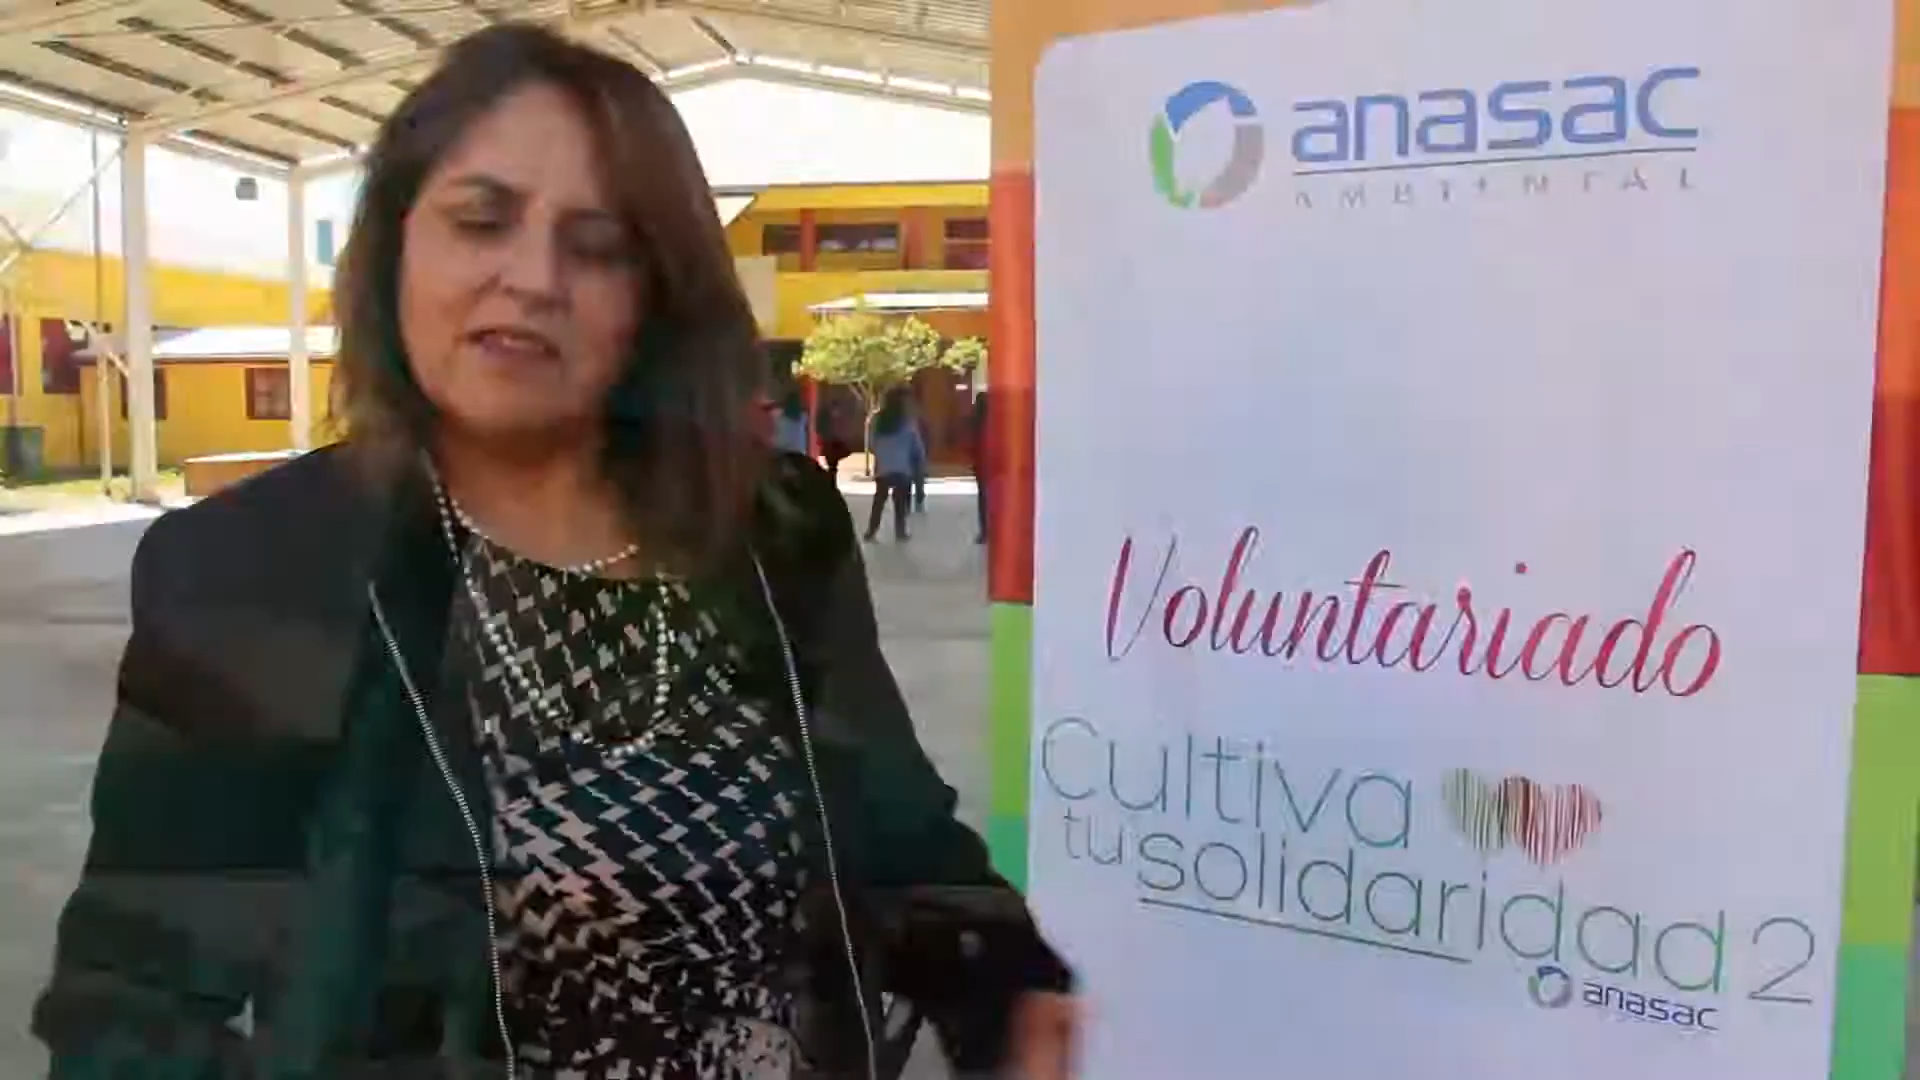 anasac
AMBIENTAL
Voluntariado
Cultiva
tu solidaridad 2
anasac